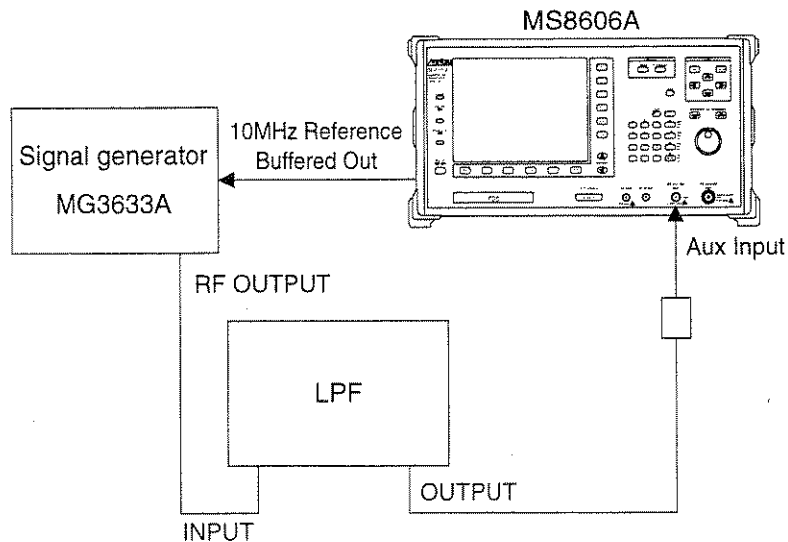 MS8606A
10MHz Reference
Buffered Out
Signal generator
MG3633A
Aux Input
RF OUTPUT
LPF
OUTPUT
INPUT